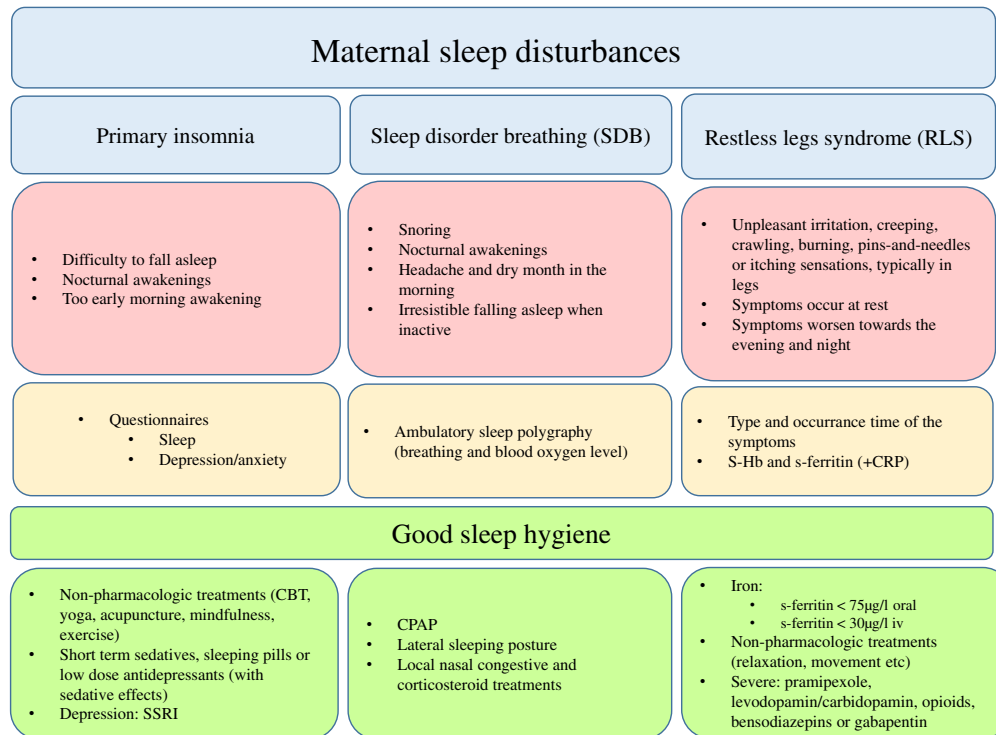 Maternal sleep disturbances
Primary insomnia
Sleep disorder breathing (SDB)
Restless legs syndrome (RLS)
• Difficulty to fall asleep
• Nocturnal awakenings
• Too early morning awakening
• Snoring
• Nocturnal awakenings
• Headache and dry month in the
morning
• Irresistible falling asleep when
inactive
• Unpleasant irritation, creeping,
crawling, burning, pins-and-needles
or itching sensations, typically in
legs
• Symptoms occur at rest
• Symptoms worsen towards the
evening and night
• Questionnaires
• Sleep
• Depression/anxiety
• Ambulatory sleep polygraphy
(breathing and blood oxygen level)
• Type and occurrance time of the
symptoms
• S-Hb and s-ferritin (+CRP)
Good sleep hygiene
• Non-pharmacologic treatments (CBT,
yoga, acupuncture, mindfulness,
exercise)
• Short term sedatives, sleeping pills or
low dose antidepressants (with
sedative effects)
• Depression: SSRI
• CPAP
• Lateral sleeping posture
• Local nasal congestive and
corticosteroid treatments
• Iron:
• s-ferritin < 75µg/l oral
• s-ferritin < 30µg/l iv
• Non-pharmacologic treatments
(relaxation, movement etc)
• Severe: pramipexole,
levodopamin/carbidopamin, opioids,
bensodiazepins or gabapentin